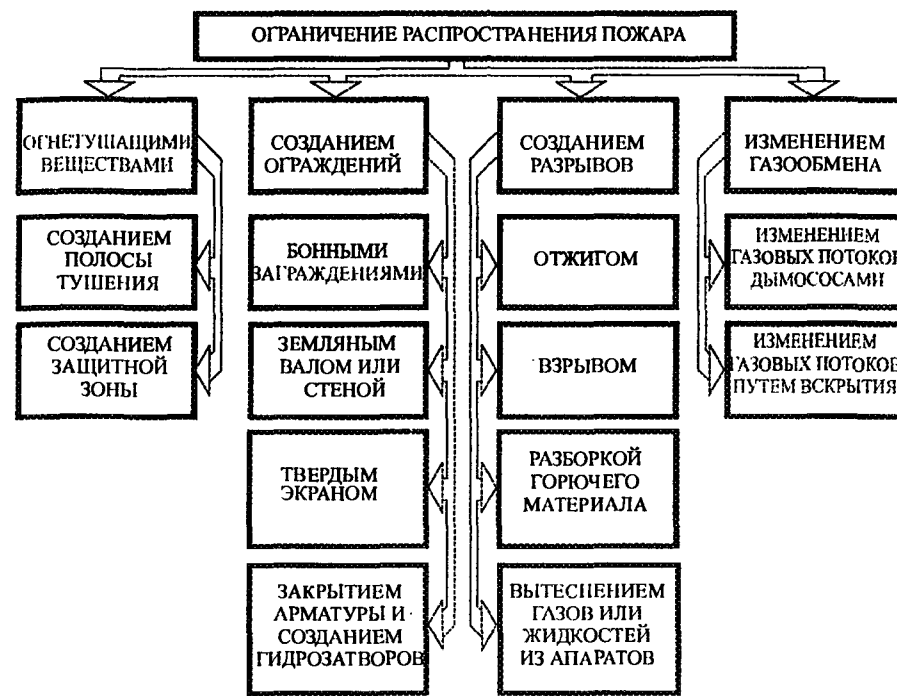 ОГРАНИЧЕНИЕ РАСПРОСТРАНЕНИЯ ПОЖАРА
ОГНЕТУШАЩИМИ
ВЕЩЕСТВАМИ
СОЗДАНИЕМ
ПОЛОСЫ
ТУШЕНИЯ
СОЗДАНИЕМ
ЗАЩИТНОЙ
ЗОНЫ
СОЗДАНИЕМ
ОГРАЖДЕНИЙ
БОННЫМИ
ЗАГРАЖДЕНИЯМИ
ЗЕМЛЯНЫМ
ВАЛОМ ИЛИ
СТЕНОЙ
ТВЕРДЫМ
ЭКРАНОМ
ЗАКРЫТИЕМ
АРМАТУРЫ И
СОЗДАНИЕМ
ГИДРОЗАТВОРОВ
СОЗДАНИЕМ
РАЗРЫВОВ
ОТЖИГОМ
ВЗРЫВОМ
РАЗБОРКОЙ
ГОРЮЧЕГО
МАТЕРИАЛА
ВЫТЕСНЕНИЕМ
ГАЗОВ ИЛИ
ЖИДКОСТЕЙ
ИЗ АПАРАТОВ
ИЗМЕНЕНИЕМ
ГАЗООБМЕНА
ИЗМЕНЕНИЕМ
ГАЗОВЫХ ПОТОКОВ
ДЫМОСОСАМИ
ИЗМЕНЕНИЕМ
ГАЗОВЫХ ПОТОКОВ
ПУТЕМ ВСКРЫТИЯ